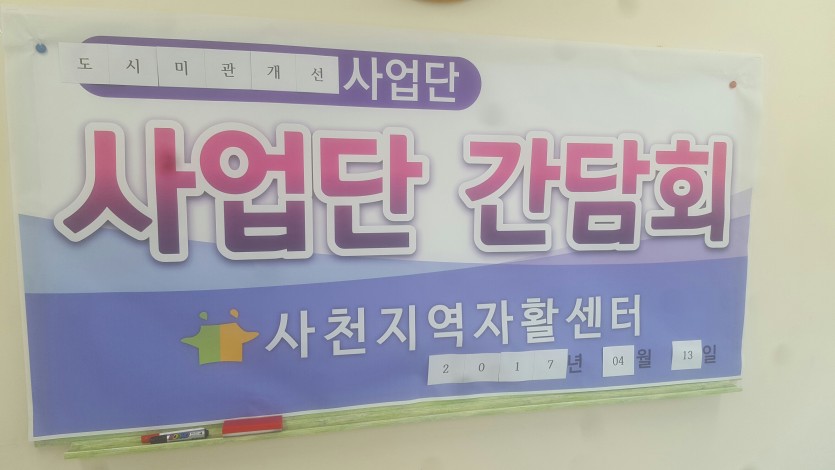 도시미관개선 사업단
사업단 간담회
사천지역자활센터
2017년 04월 13일